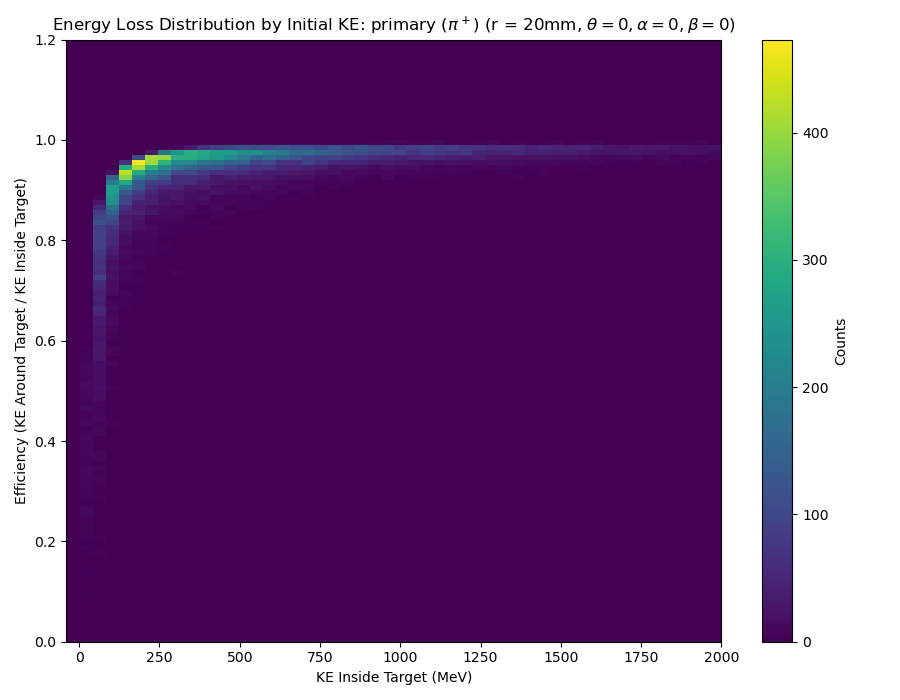 Energy Loss Distribution by Initial KE: primary (π⁺) (r = 20mm, θ = 0, α = 0, β = 0)
1.2
1.0
0.8
0.6
0.4
0.2
0.0
Efficiency (KE Around Target / KE Inside Target)
0 250 500 750 1000 1250 1500 1750 2000
KE Inside Target (MeV)
400
300
200
100
0
Counts